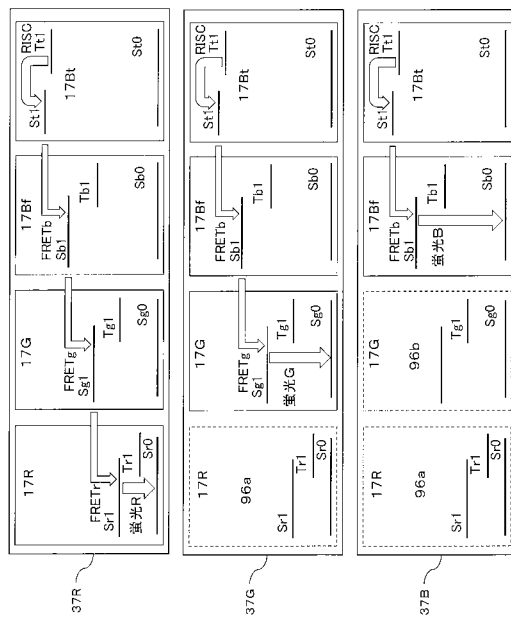 37R
17R
FRETr
Sr1
蛍光R
Tr1
Sr0
17G
FRETg
Sg1
Tg1
Sg0
17Bf
FRETb
Sb1
Tb1
Sb0
RISC
St1
Tt1
17Bt
St0
37G
17R
96a
Sr1
Tr1
Sr0
17G
FRETg
Sg1
蛍光G
Tg1
Sg0
17Bf
FRETb
Sb1
Tb1
Sb0
RISC
St1
Tt1
17Bt
St0
37B
17R
96a
Sr1
Tr1
Sr0
17G
96b
Tg1
Sg0
17Bf
FRETb
Sb1
蛍光B
Tb1
Sb0
RISC
St1
Tt1
17Bt
St0